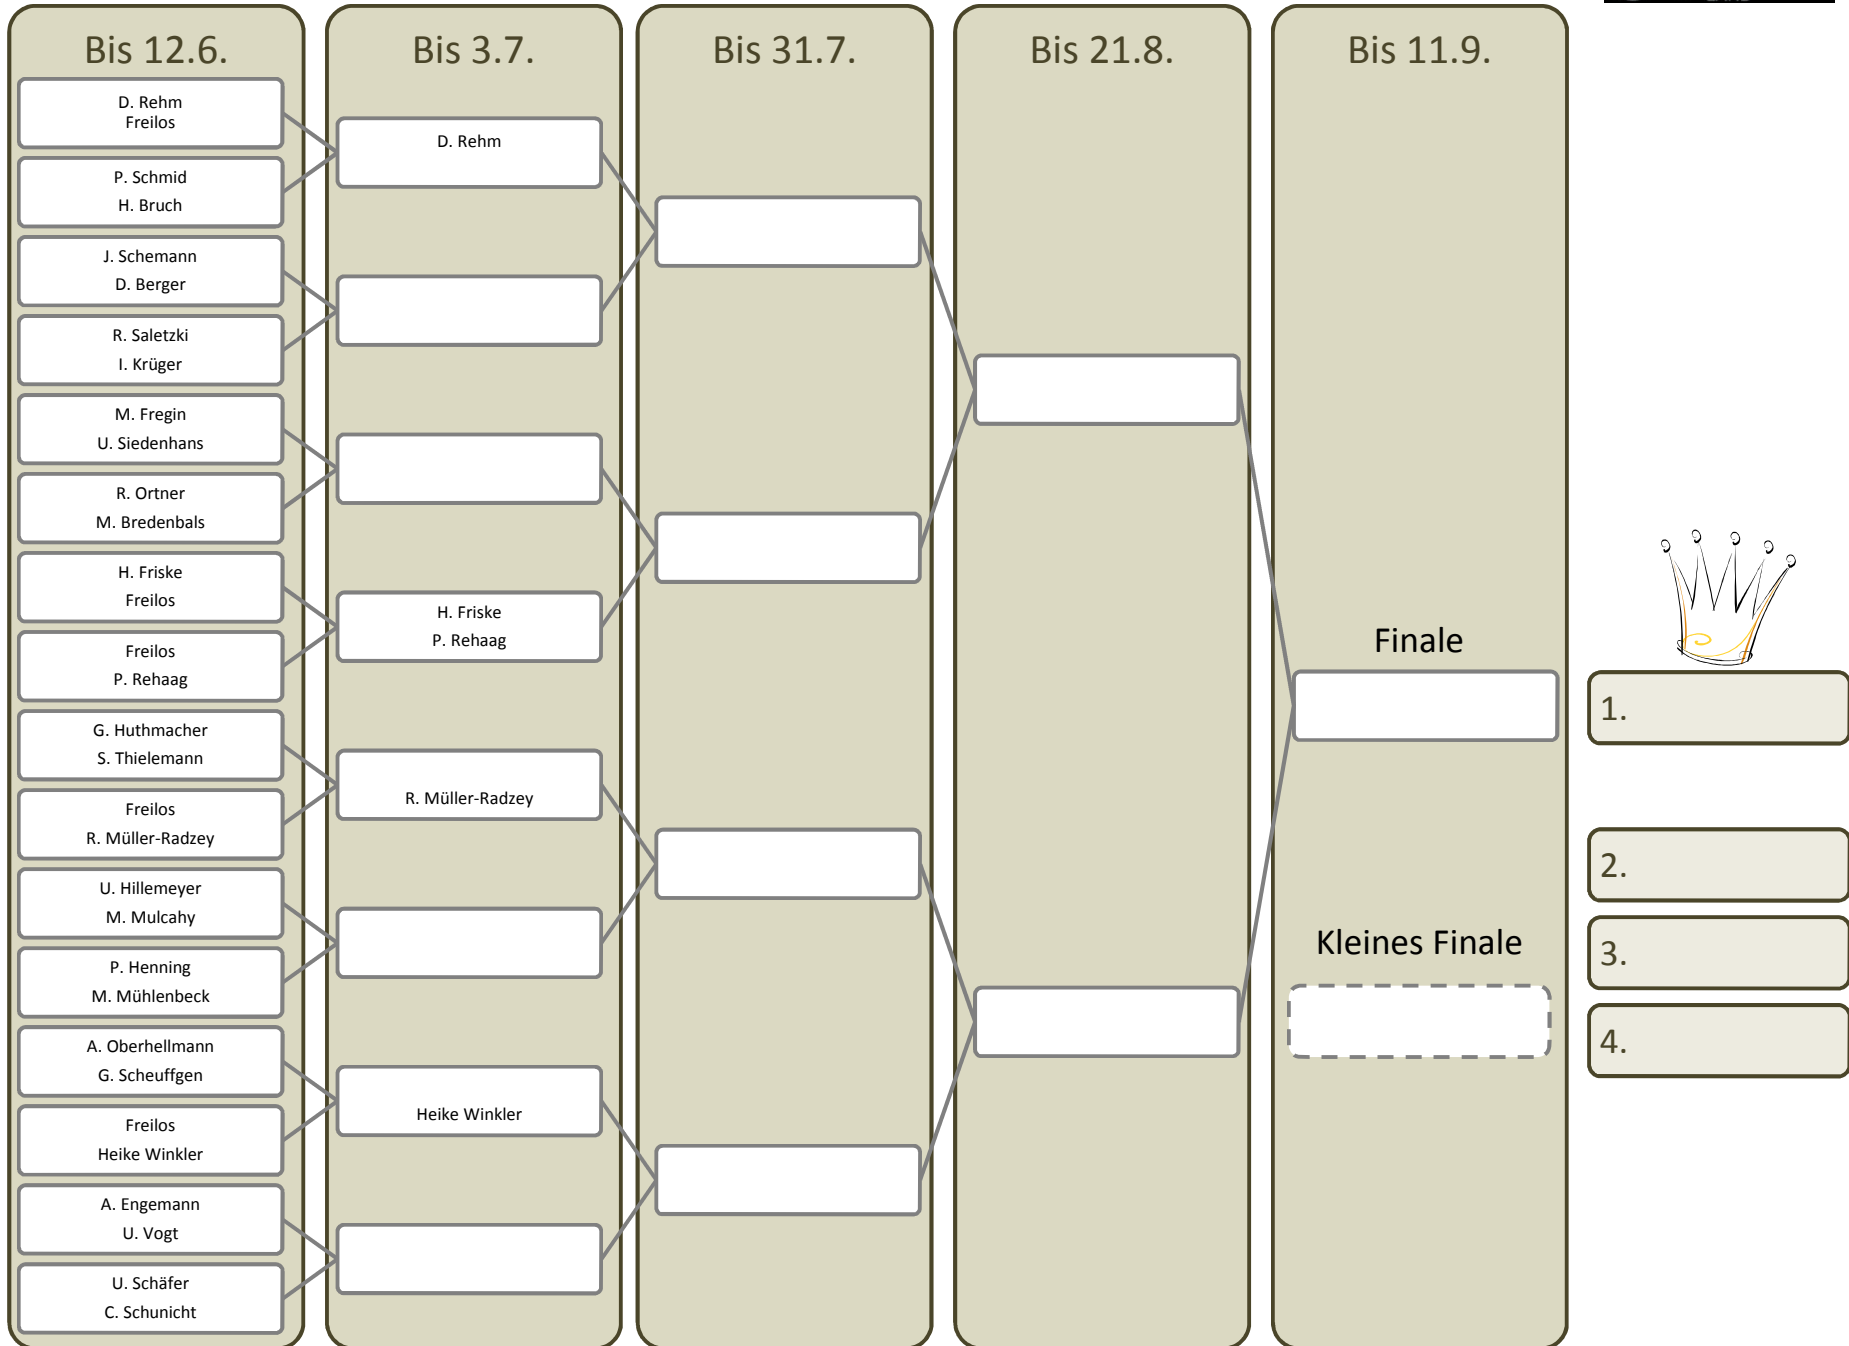 Bis 12.6.
D. Rehm
Freilos
P. Schmid
H. Bruch
J. Schemann
D. Berger
R. Saletzki
I. Krüger
M. Fregin
U. Siedenhans
R. Ortner
M. Bredenbals
H. Friske
Freilos
Freilos
P. Rehaag
G. Huthmacher
S. Thielemann
Freilos
R. Müller-Radzey
U. Hillemeyer
M. Mulcahy
P. Henning
M. Mühlenbeck
A. Oberhellmann
G. Scheuffgen
Freilos
Heike Winkler
A. Engemann
U. Vogt
U. Schäfer
C. Schunicht
Bis 3.7.
D. Rehm
H. Friske
P. Rehaag
R. Müller-Radzey
Heike Winkler
Bis 31.7.
Bis 21.8.
Bis 11.9.
Finale
Kleines Finale
1.
2.
3.
4.